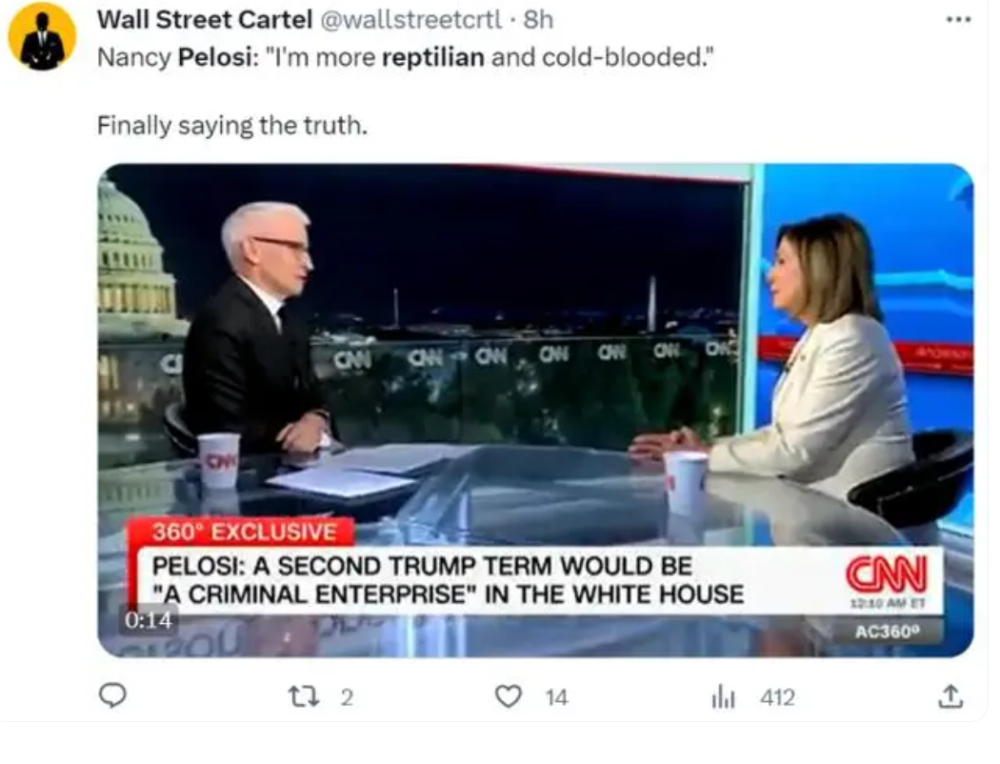 Wall Street Cartel @wallstreetcrtl · 8h
Nancy Pelosi: "I'm more reptilian and cold-blooded."
Finally saying the truth.
CNN CNN CNN CNN CNN CNN
CNN
360° EXCLUSIVE
PELOSI: A SECOND TRUMP TERM WOULD BE
"A CRIMINAL ENTERPRISE" IN THE WHITE HOUSE
CNN
12:10 AM ET
AC360°
0:14
2 14 412